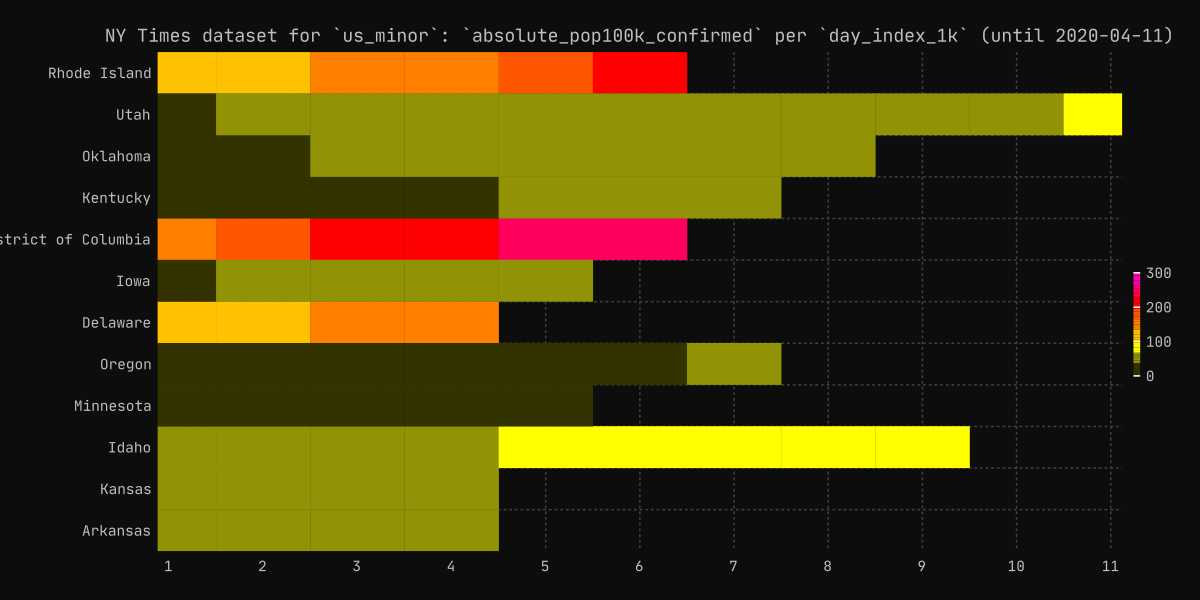 NY Times dataset for `us_minor`: `absolute_pop100k_confirmed` per `day_index_1k` (until 2020-04-11)
Rhode Island
Utah
Oklahoma
Kentucky
strict of Columbia
Iowa
Delaware
Oregon
Minnesota
Idaho
Kansas
Arkansas
300
200
100
0
1 2 3 4 5 6 7 8 9 10 11